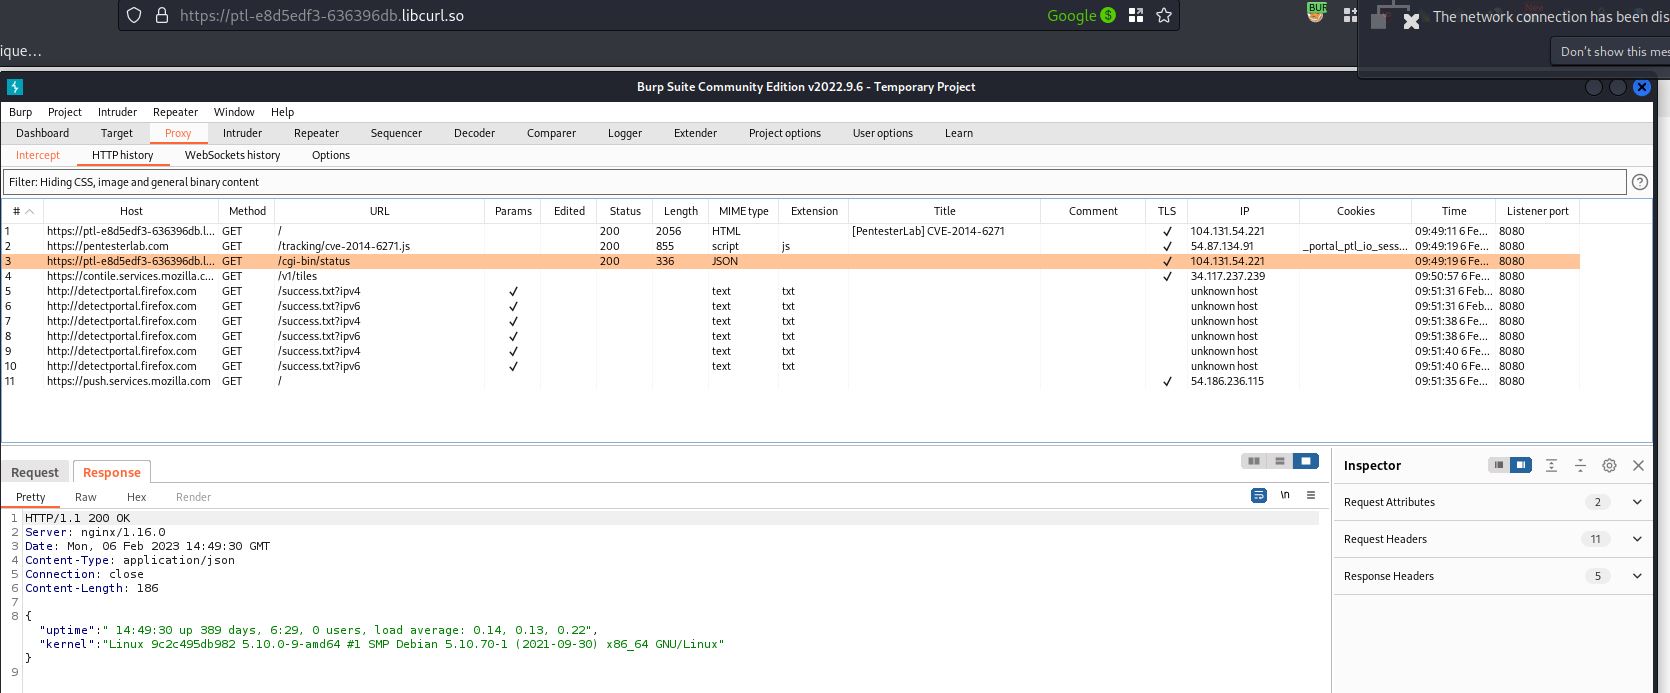 https://ptl-e8d5edf3-636396db.libcurl.so
Google
BUR
The network connection has been dis
Don't show this mes
ique...
Burp Suite Community Edition v2022.9.6 - Temporary Project
Burp Project Intruder Repeater Window Help
Dashboard Target Proxy Intruder Repeater Sequencer Decoder Comparer Logger Extender Project options User options Learn
Intercept HTTP history WebSockets history Options
Filter: Hiding CSS, image and general binary content
# Host Method URL Params Edited Status Length MIME type Extension Title Comment TLS IP Cookies Time Listener port
1 https://ptl-e8d5edf3-636396db.l... GET / 200 2056 HTML [PentesterLab] CVE-2014-6271 ✓ 104.131.54.221 09:49:11 6 Fe... 8080
2 https://pentesterlab.com GET /tracking/cve-2014-6271.js 200 855 script js ✓ 54.87.134.91 _portal_ptl_io_sess... 09:49:19 6 Fe... 8080
3 https://ptl-e8d5edf3-636396db.l... GET /cgi-bin/status 200 336 JSON ✓ 104.131.54.221 09:49:19 6 Fe... 8080
4 https://contile.services.mozilla.c... GET /v1/tiles ✓ 34.117.237.239 09:50:57 6 Fe... 8080
5 http://detectportal.firefox.com GET /success.txt?ipv4 ✓ text txt unknown host 09:51:31 6 Feb... 8080
6 http://detectportal.firefox.com GET /success.txt?ipv6 ✓ text txt unknown host 09:51:31 6 Feb... 8080
7 http://detectportal.firefox.com GET /success.txt?ipv4 ✓ text txt unknown host 09:51:38 6 Fe... 8080
8 http://detectportal.firefox.com GET /success.txt?ipv6 ✓ text txt unknown host 09:51:38 6 Fe... 8080
9 http://detectportal.firefox.com GET /success.txt?ipv4 ✓ text txt unknown host 09:51:40 6 Fe... 8080
10 http://detectportal.firefox.com GET /success.txt?ipv6 ✓ text txt unknown host 09:51:40 6 Fe... 8080
11 https://push.services.mozilla.com GET / ✓ 54.186.236.115 09:51:35 6 Fe... 8080
Request Response
Inspector
Pretty Raw Hex Render
\n
Request Attributes 2
Request Headers 11
Response Headers 5
1 HTTP/1.1 200 OK
2 Server: nginx/1.16.0
3 Date: Mon, 06 Feb 2023 14:49:30 GMT
4 Content-Type: application/json
5 Connection: close
6 Content-Length: 186
7
8 {
"uptime":" 14:49:30 up 389 days, 6:29, 0 users, load average: 0.14, 0.13, 0.22",
"kernel":"Linux 9c2c495db982 5.10.0-9-amd64 #1 SMP Debian 5.10.70-1 (2021-09-30) x86_64 GNU/Linux"
}
9